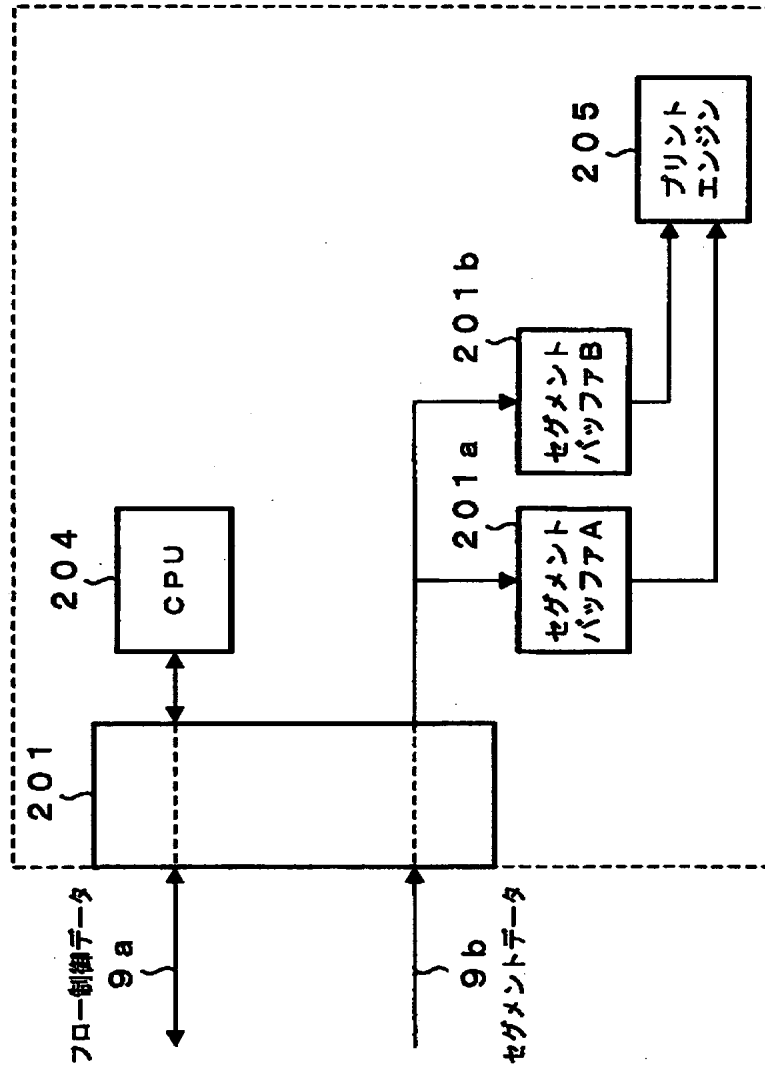 フロー制御データ
9a
セグメントデータ
9b
201
204
CPU
201a
セグメント
バッファA
201b
セグメント
バッファB
205
プリント
エンジン